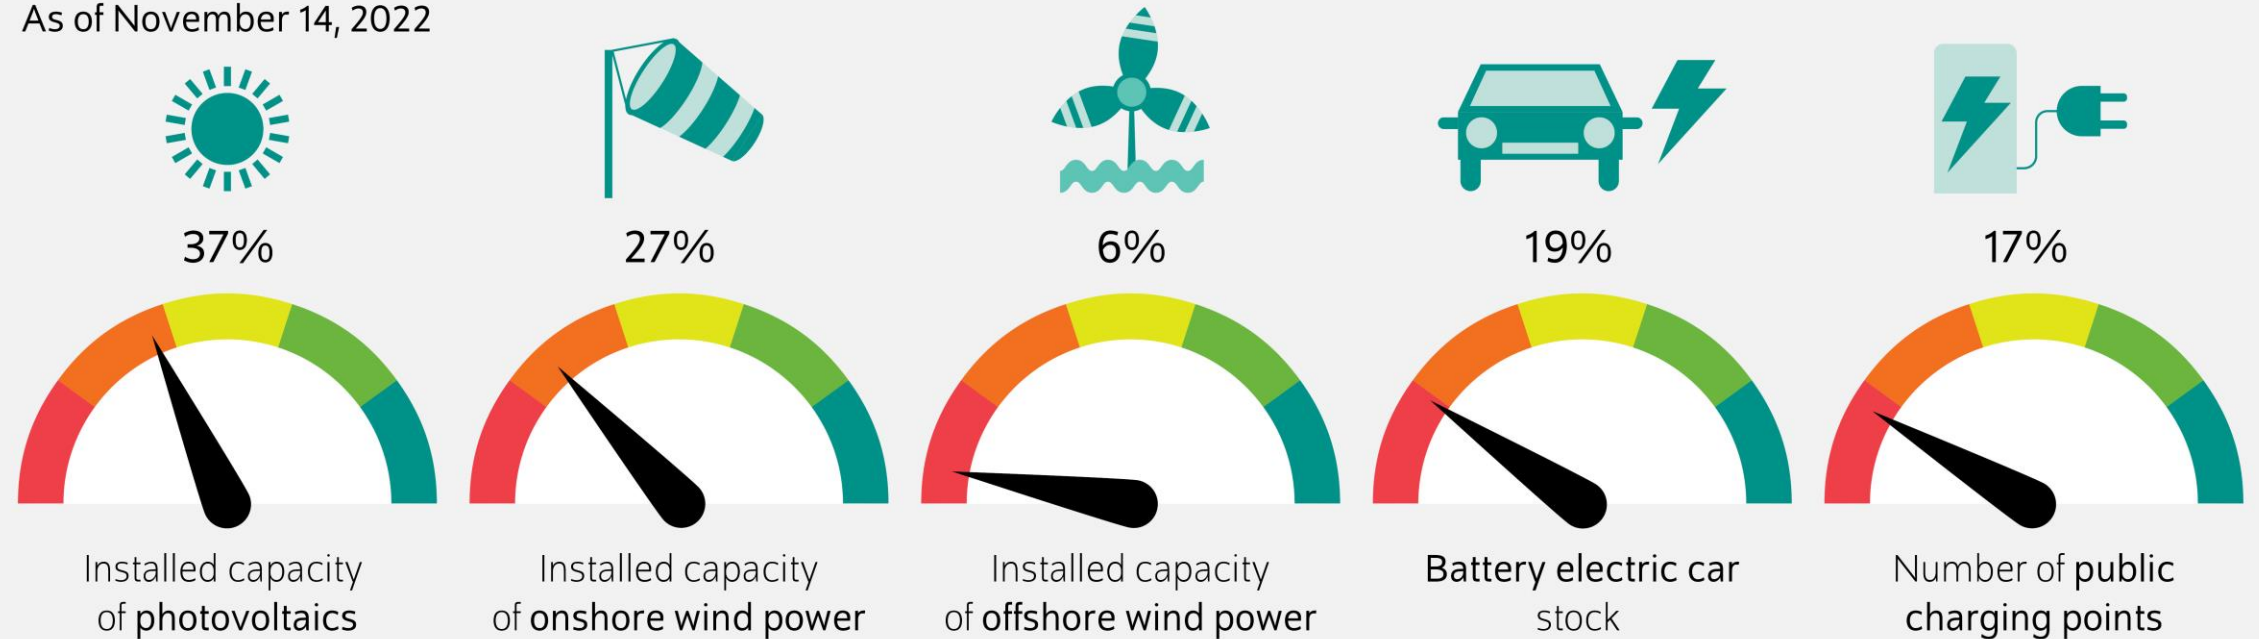 As of November 14, 2022
37%
27%
6%
19%
17%
Installed capacity
of photovoltaics
Installed capacity
of onshore wind power
Installed capacity
of offshore wind power
Battery electric car
stock
Number of public
charging points